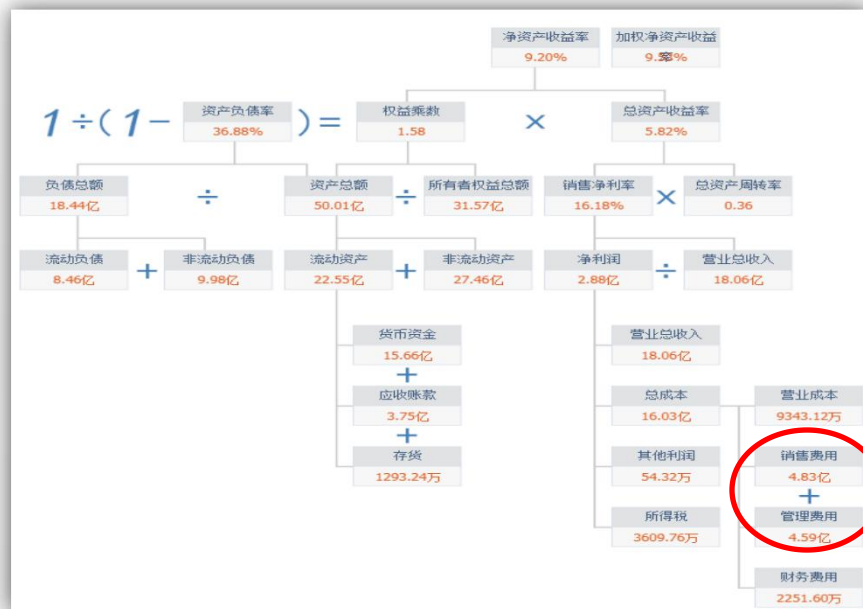 净资产收益率
加权净资产收益
9.20%
1÷(1-
资产负债率
36.88%
)=
权益乘数
1.58
×
总资产收益率
5.82%
负债总额
18.44亿
÷
资产总额
50.01亿
÷
所有者权益总额
31.57亿
销售净利率
16.18%
×
总资产周转率
0.36
流动负债
8.46亿
+
非流动负债
9.98亿
流动资产
22.55亿
+
非流动资产
27.46亿
净利润
2.88亿
÷
营业总收入
18.06亿
货币资金
15.66亿
+
应收账款
3.75亿
+
存货
1293.24万
营业总收入
18.06亿
总成本
16.03亿
其他利润
54.32万
所得税
3609.76万
营业成本
9343.12万
销售费用
4.83亿
+
管理费用
4.59亿
财务费用
2251.60万